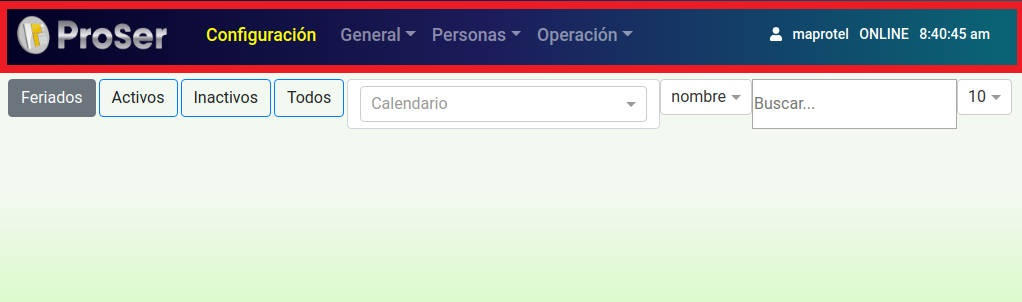 ProSer Configuración General Personas Operación maprotel ONLINE 8:40:45 am
Feriados Activos Inactivos Todos Calendario nombre Buscar... 10